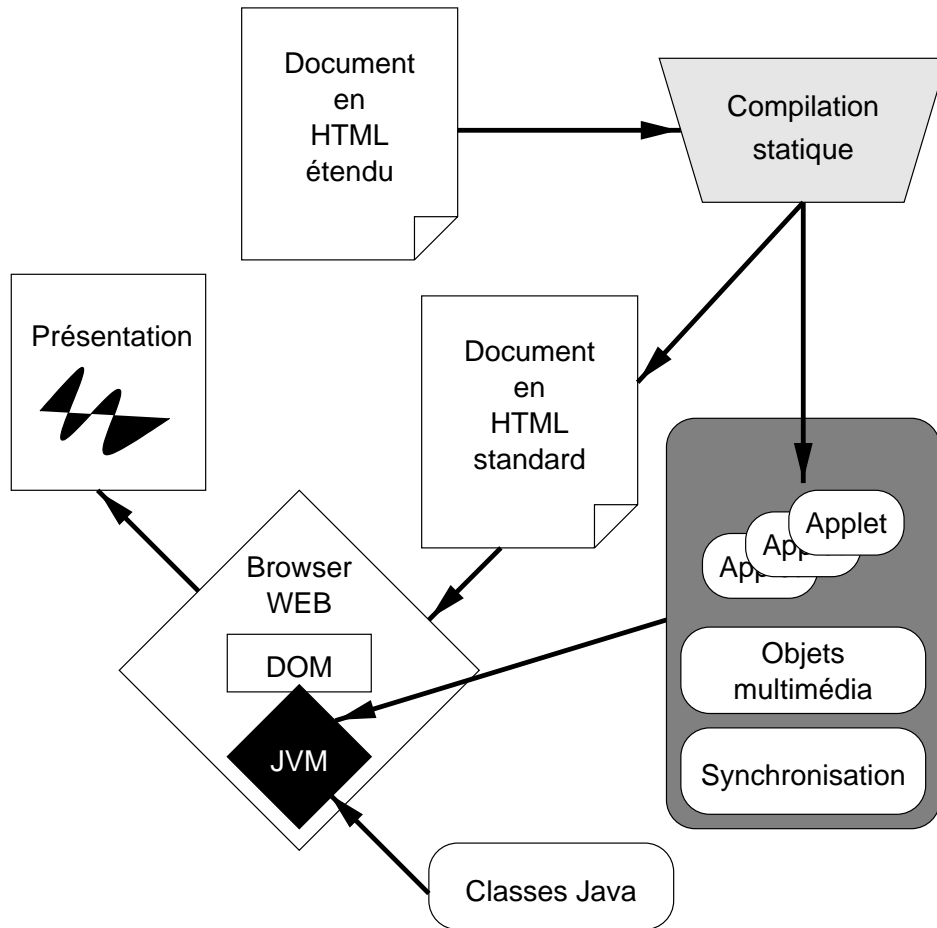 Document
en
HTML
étendu
Compilation
statique
Présentation
Document
en
HTML
standard
Applet
Browser
WEB
DOM
JVM
Objets
multimédia
Synchronisation
Classes Java